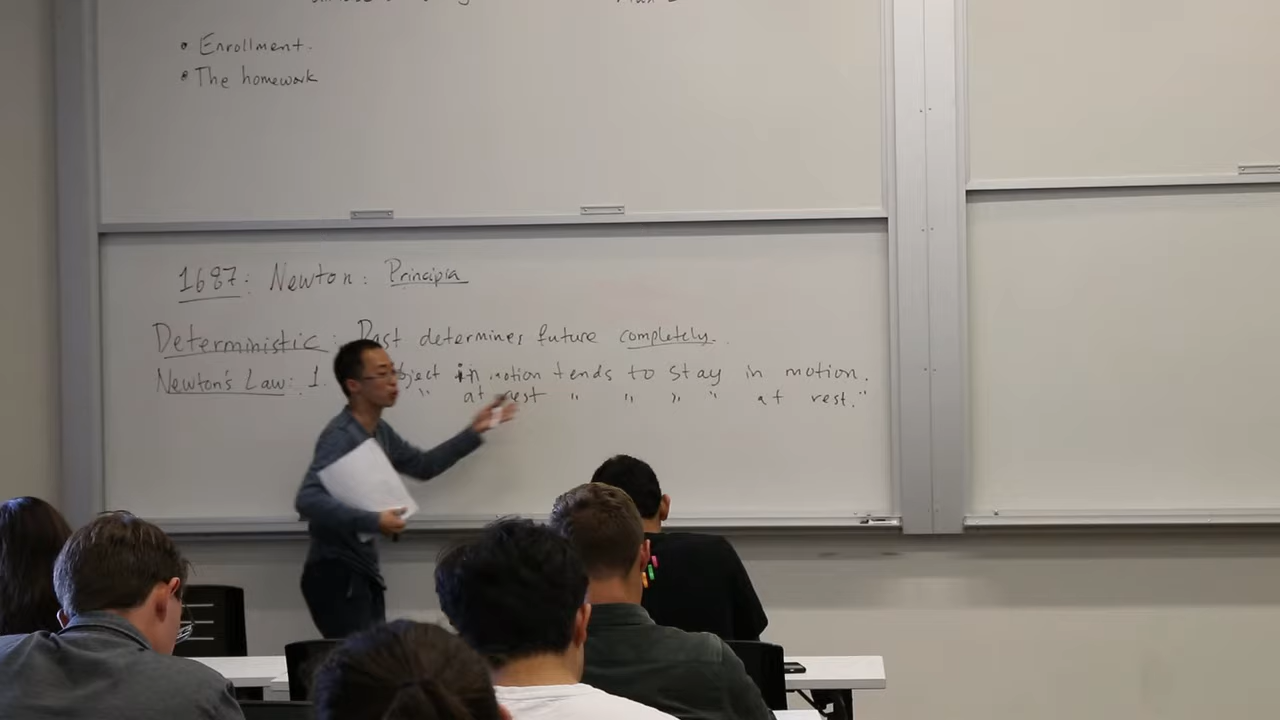 • Enrollment.
• The homework
1687: Newton: Principia
Deterministic: Past determines future completely.
Newton's Law: 1. object in motion tends to stay in motion.
" at rest " " " " at rest."